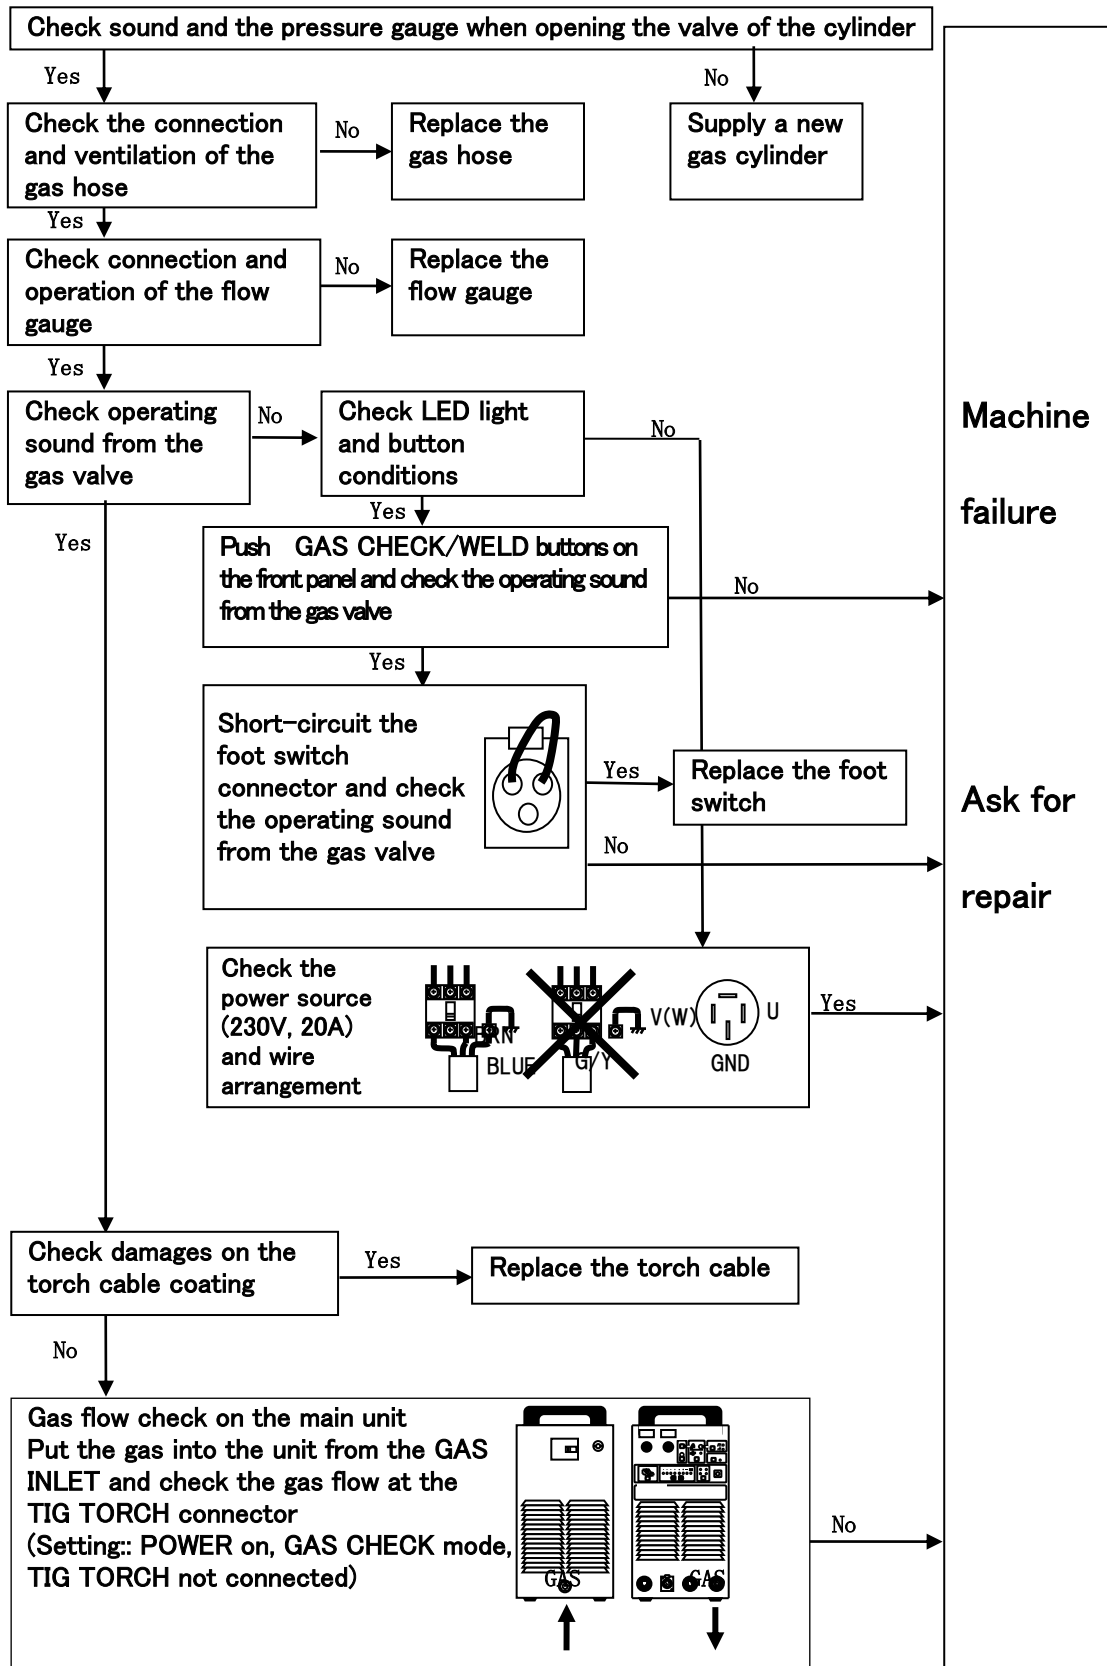 Check sound and the pressure gauge when opening the valve of the cylinder
Yes
No
Check the connection
and ventilation of the
gas hose
No
Replace the
gas hose
Supply a new
gas cylinder
Yes
Check connection and
operation of the flow
gauge
No
Replace the
flow gauge
Yes
Check operating
sound from the
gas valve
No
Check LED light
and button
conditions
No
Machine
failure
Ask for
repair
Yes
Yes
Push GAS CHECK/WELD buttons on
the front panel and check the operating sound
from the gas valve
No
Yes
Short-circuit the
foot switch
connector and check
the operating sound
from the gas valve
Yes
Replace the foot
switch
No
Check the
power source
(230V, 20A)
and wire
arrangement
BRN
BLUE
G/Y
V(W)
U
GND
Yes
Check damages on the
torch cable coating
Yes
Replace the torch cable
No
Gas flow check on the main unit
Put the gas into the unit from the GAS
INLET and check the gas flow at the
TIG TORCH connector
(Setting:: POWER on, GAS CHECK mode,
TIG TORCH not connected)
GAS
GAS
No